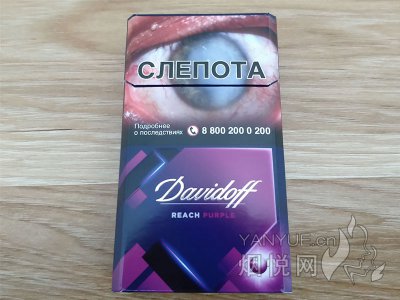 СЛЕПОТА
Подробнее
о последствиях
8 800 200 0 200
Davidoff
REACH PURPLE
YANYUE.cn
烟悦网